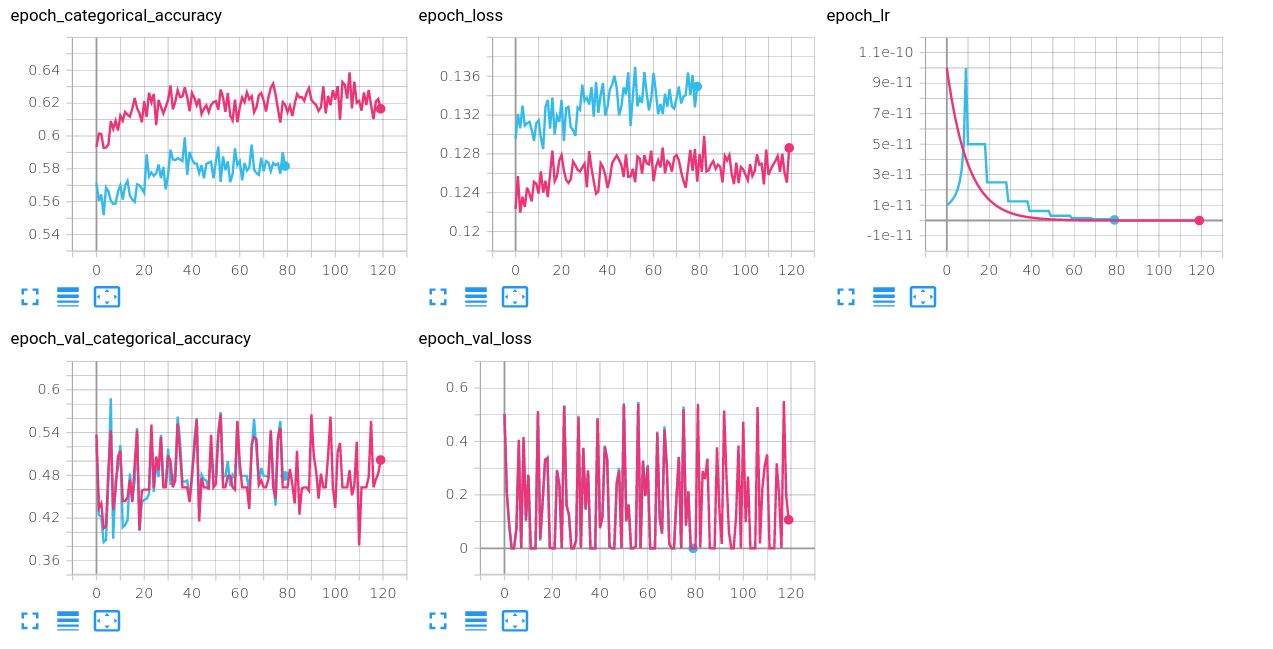 epoch_categorical_accuracy
0.64
0.62
0.6
0.58
0.56
0.54
0 20 40 60 80 100 120
epoch_loss
0.136
0.132
0.128
0.124
0.12
0 20 40 60 80 100 120
epoch_lr
1.1e-10
9e-11
7e-11
5e-11
3e-11
1e-11
-1e-11
0 20 40 60 80 100 120
epoch_val_categorical_accuracy
0.6
0.54
0.48
0.42
0.36
0 20 40 60 80 100 120
epoch_val_loss
0.6
0.4
0.2
0
0 20 40 60 80 100 120